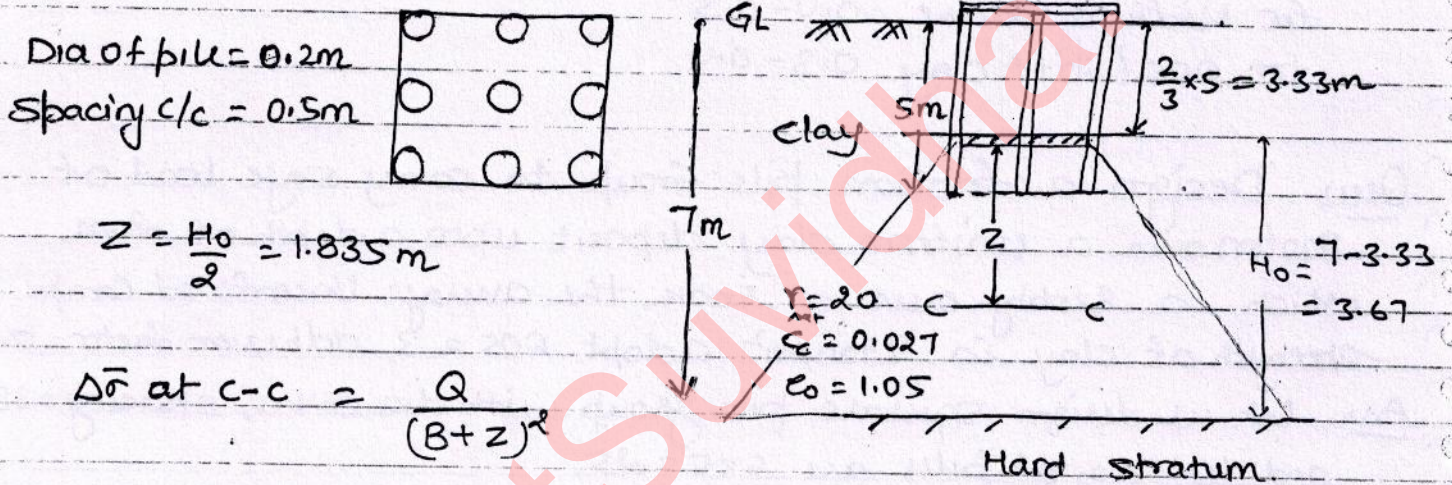 Dia of pile = 0.2m
Spacing c/c = 0.5m
Z = H0/2 = 1.835 m
Δσ̄ at c-c = Q/(B+Z)²
GL
5m
2/3 × 5 = 3.33m
clay
7m
Z
H0 = 7-3.33
= 3.67
γsat = 20
C C
Cc = 0.027
e0 = 1.05
Hard stratum.
Suvidha